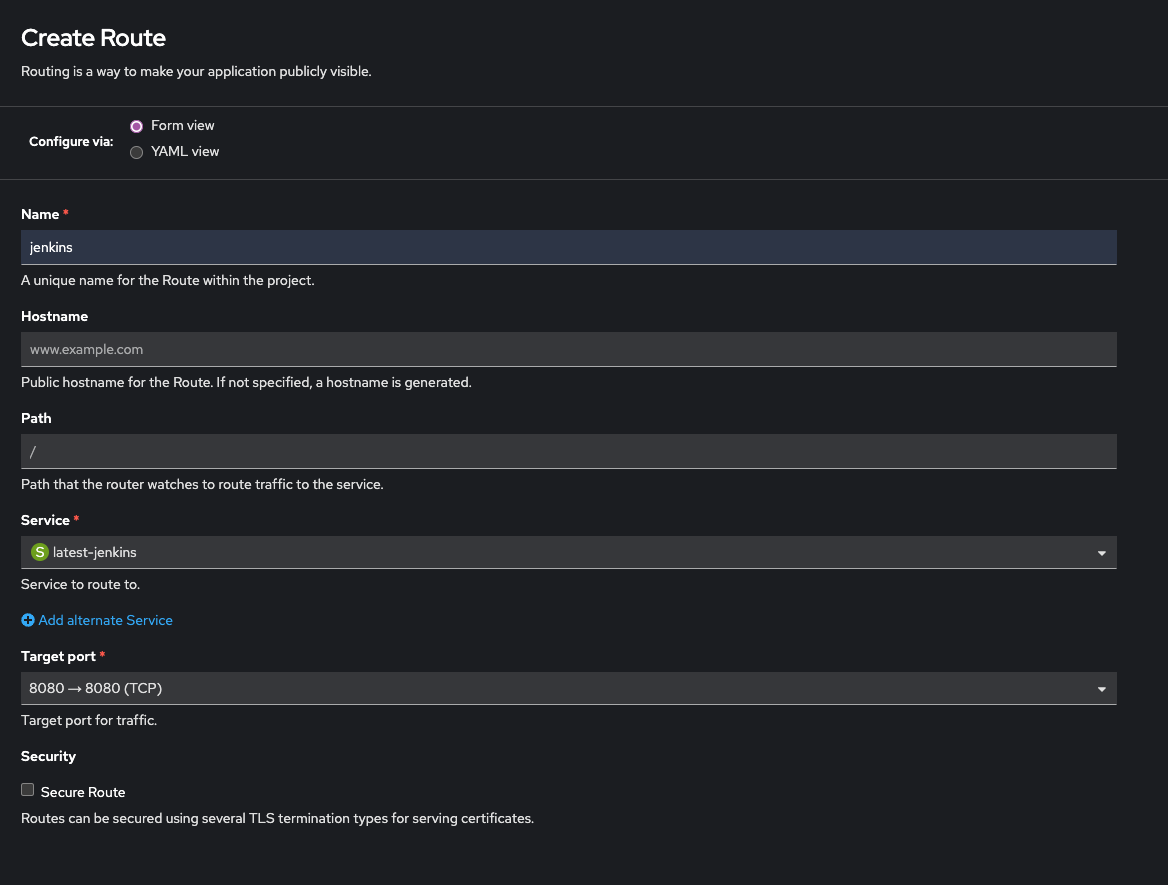 Create Route
Routing is a way to make your application publicly visible.
Configure via:
Form view
YAML view
Name *
jenkins
A unique name for the Route within the project.
Hostname
www.example.com
Public hostname for the Route. If not specified, a hostname is generated.
Path
/
Path that the router watches to route traffic to the service.
Service *
S latest-jenkins
Service to route to.
Add alternate Service
Target port *
8080 → 8080 (TCP)
Target port for traffic.
Security
Secure Route
Routes can be secured using several TLS termination types for serving certificates.